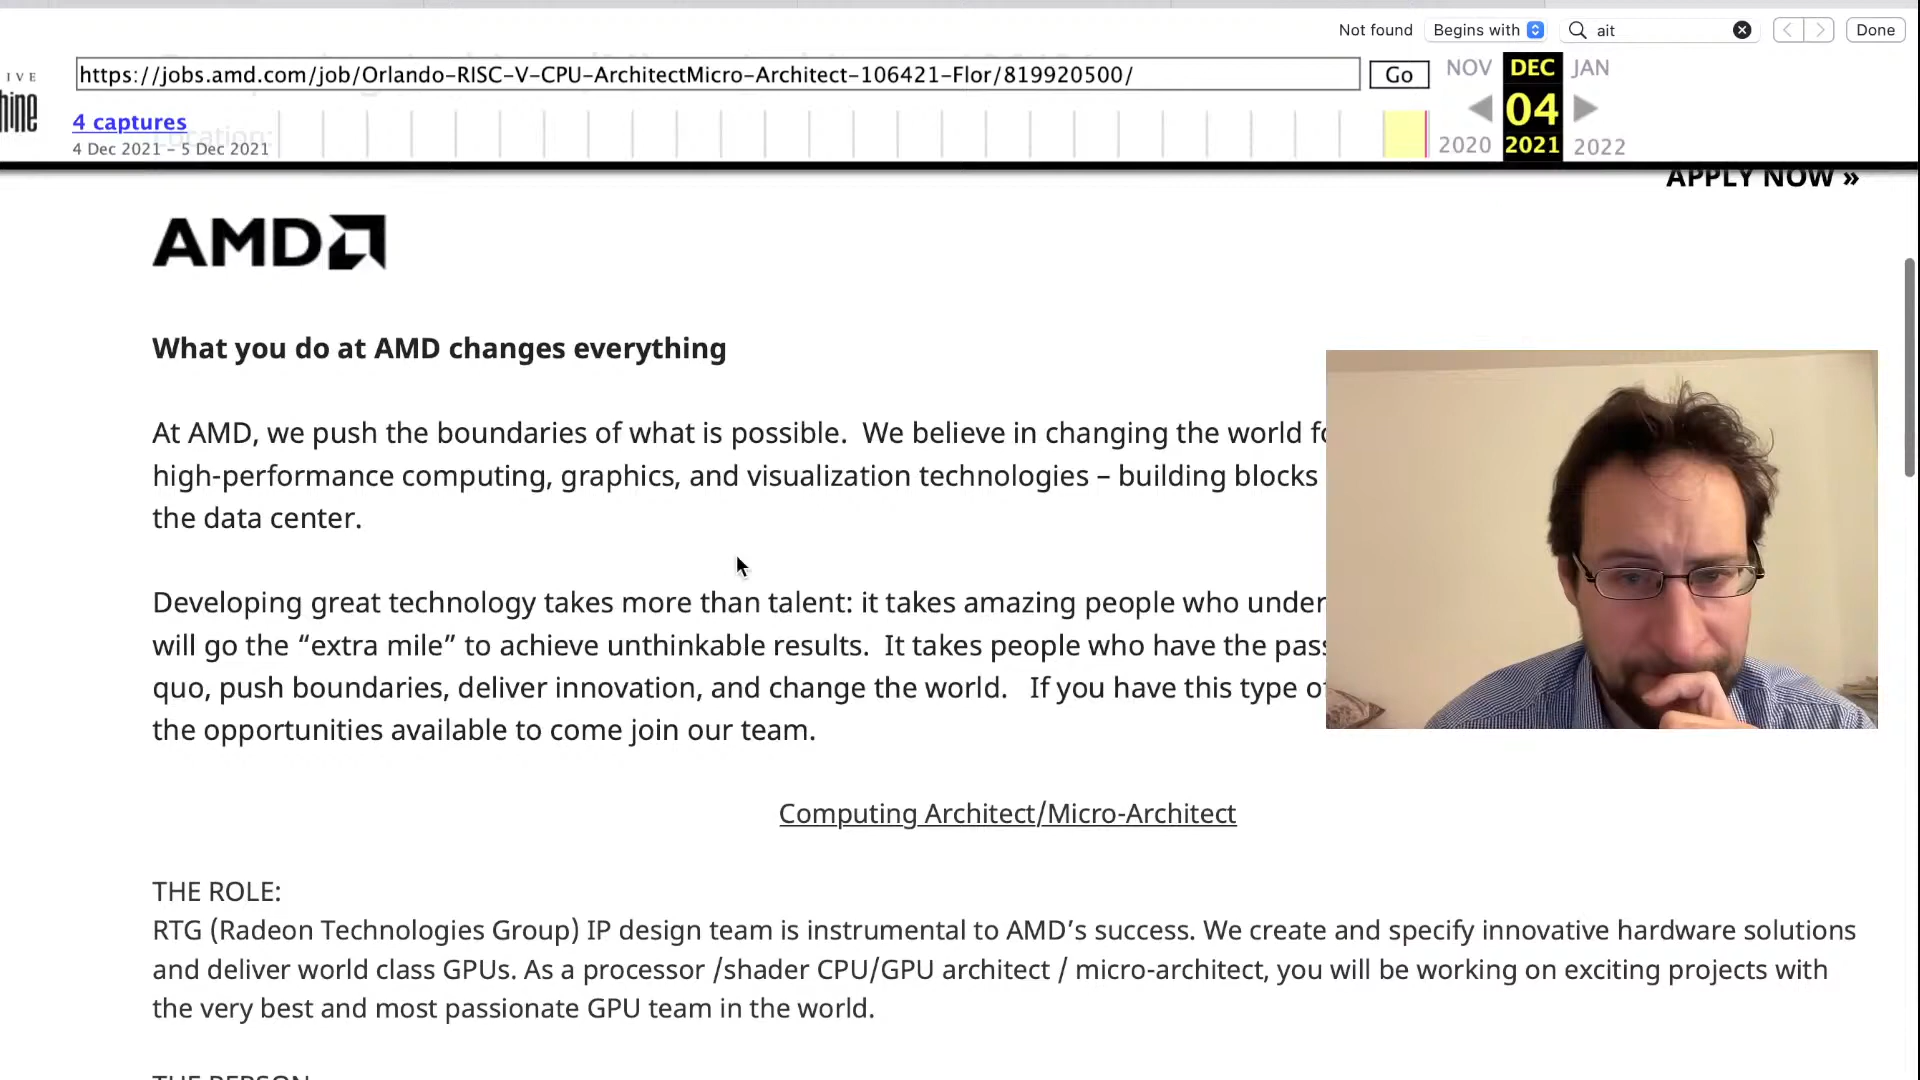 Not found Begins with ait Done
IVE
hine
https://jobs.amd.com/job/Orlando-RISC-V-CPU-ArchitectMicro-Architect-106421-Flor/819920500/ Go NOV DEC JAN
04
4 captures
4 Dec 2021 – 5 Dec 2021
Location:
2020 2021 2022
APPLY NOW »
AMD
What you do at AMD changes everything
At AMD, we push the boundaries of what is possible. We believe in changing the world fo
high-performance computing, graphics, and visualization technologies – building blocks
the data center.
Developing great technology takes more than talent: it takes amazing people who under
will go the “extra mile” to achieve unthinkable results. It takes people who have the pass
quo, push boundaries, deliver innovation, and change the world. If you have this type of
the opportunities available to come join our team.
Computing Architect/Micro-Architect
THE ROLE:
RTG (Radeon Technologies Group) IP design team is instrumental to AMD’s success. We create and specify innovative hardware solutions
and deliver world class GPUs. As a processor /shader CPU/GPU architect / micro-architect, you will be working on exciting projects with
the very best and most passionate GPU team in the world.
THE PERSON